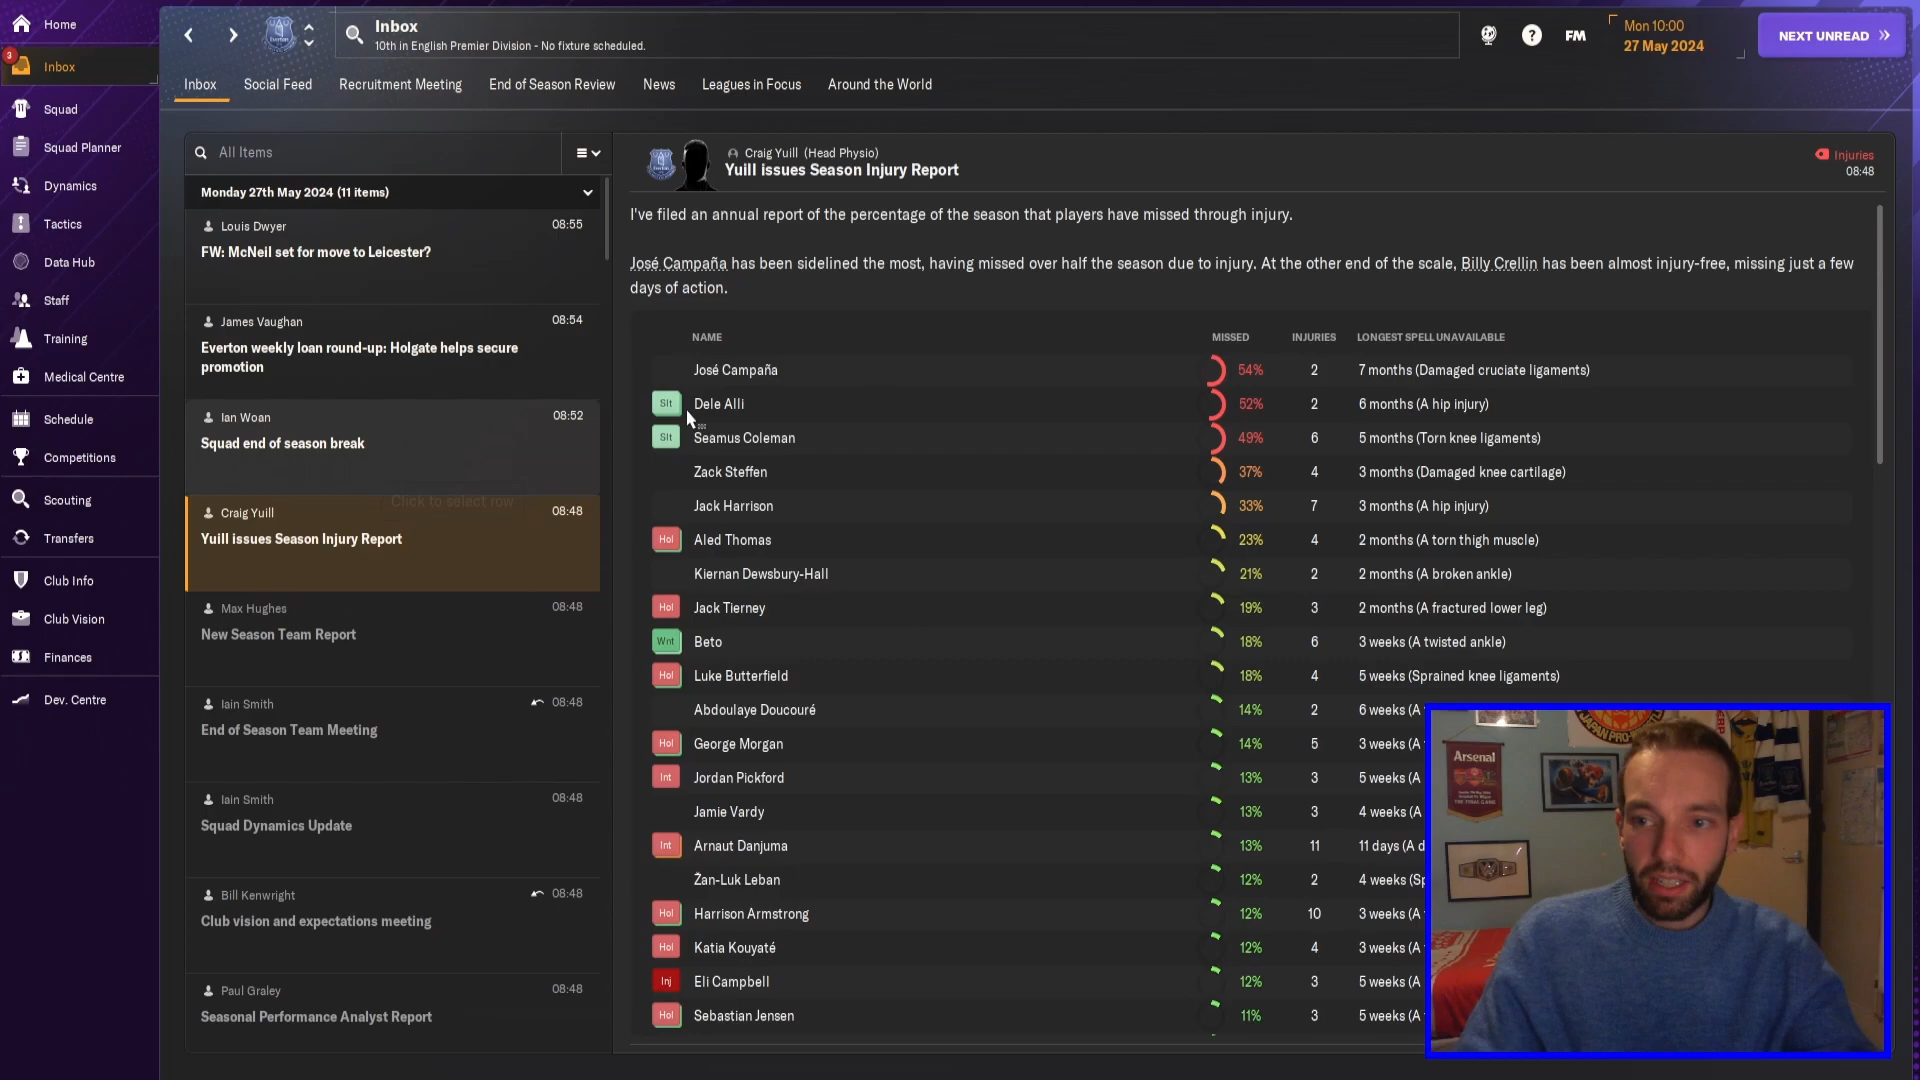 Home
3
Inbox
Squad
Squad Planner
Dynamics
Tactics
Data Hub
Staff
Training
Medical Centre
Schedule
Competitions
Scouting
Transfers
Club Info
Club Vision
Finances
Dev. Centre
Inbox
10th in English Premier Division - No fixture scheduled.
FM
Mon 10:00
27 May 2024
NEXT UNREAD
Inbox Social Feed Recruitment Meeting End of Season Review News Leagues in Focus Around the World
All Items
Monday 27th May 2024 (11 items)
Louis Dwyer 08:55
FW: McNeil set for move to Leicester?
James Vaughan 08:54
Everton weekly loan round-up: Holgate helps secure
promotion
Ian Woan 08:52
Squad end of season break
Click to select row
Craig Yuill 08:48
Yuill issues Season Injury Report
Max Hughes 08:48
New Season Team Report
Iain Smith 08:48
End of Season Team Meeting
Iain Smith 08:48
Squad Dynamics Update
Bill Kenwright 08:48
Club vision and expectations meeting
Paul Graley 08:48
Seasonal Performance Analyst Report
Craig Yuill (Head Physio)
Yuill issues Season Injury Report
Injuries
08:48
I've filed an annual report of the percentage of the season that players have missed through injury.
José Campaña has been sidelined the most, having missed over half the season due to injury. At the other end of the scale, Billy Crellin has been almost injury-free, missing just a few
days of action.
NAME MISSED INJURIES LONGEST SPELL UNAVAILABLE
José Campaña 54% 2 7 months (Damaged cruciate ligaments)
Slt Dele Alli 52% 2 6 months (A hip injury)
Slt Seamus Coleman 49% 6 5 months (Torn knee ligaments)
Zack Steffen 37% 4 3 months (Damaged knee cartilage)
Jack Harrison 33% 7 3 months (A hip injury)
Hol Aled Thomas 23% 4 2 months (A torn thigh muscle)
Kiernan Dewsbury-Hall 21% 2 2 months (A broken ankle)
Hol Jack Tierney 19% 3 2 months (A fractured lower leg)
Wnt Beto 18% 6 3 weeks (A twisted ankle)
Hol Luke Butterfield 18% 4 5 weeks (Sprained knee ligaments)
Abdoulaye Doucouré 14% 2 6 weeks (A
Hol George Morgan 14% 5 3 weeks (A
Int Jordan Pickford 13% 3 5 weeks (A
Jamie Vardy 13% 3 4 weeks (A
Int Arnaut Danjuma 13% 11 11 days (A d
Žan-Luk Leban 12% 2 4 weeks (Sp
Hol Harrison Armstrong 12% 10 3 weeks (A
Hol Katia Kouyaté 12% 4 3 weeks (A
Inj Eli Campbell 12% 3 5 weeks (A
Hol Sebastian Jensen 11% 3 5 weeks (A
Arsenal
THE FINAL GAME
JAPAN PRO-WRESTLING